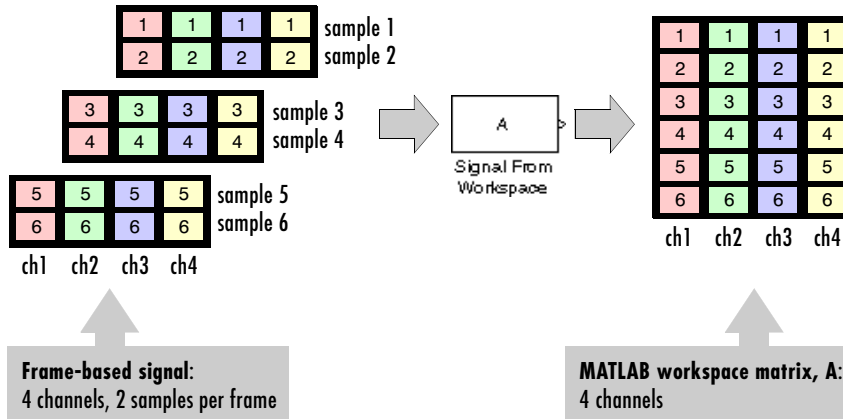 1 1 1 1 sample 1
2 2 2 2 sample 2
3 3 3 3 sample 3
4 4 4 4 sample 4
5 5 5 5 sample 5
6 6 6 6 sample 6
ch1 ch2 ch3 ch4
A
Signal From
Workspace
1 1 1 1
2 2 2 2
3 3 3 3
4 4 4 4
5 5 5 5
6 6 6 6
ch1 ch2 ch3 ch4
Frame-based signal:
4 channels, 2 samples per frame
MATLAB workspace matrix, A:
4 channels